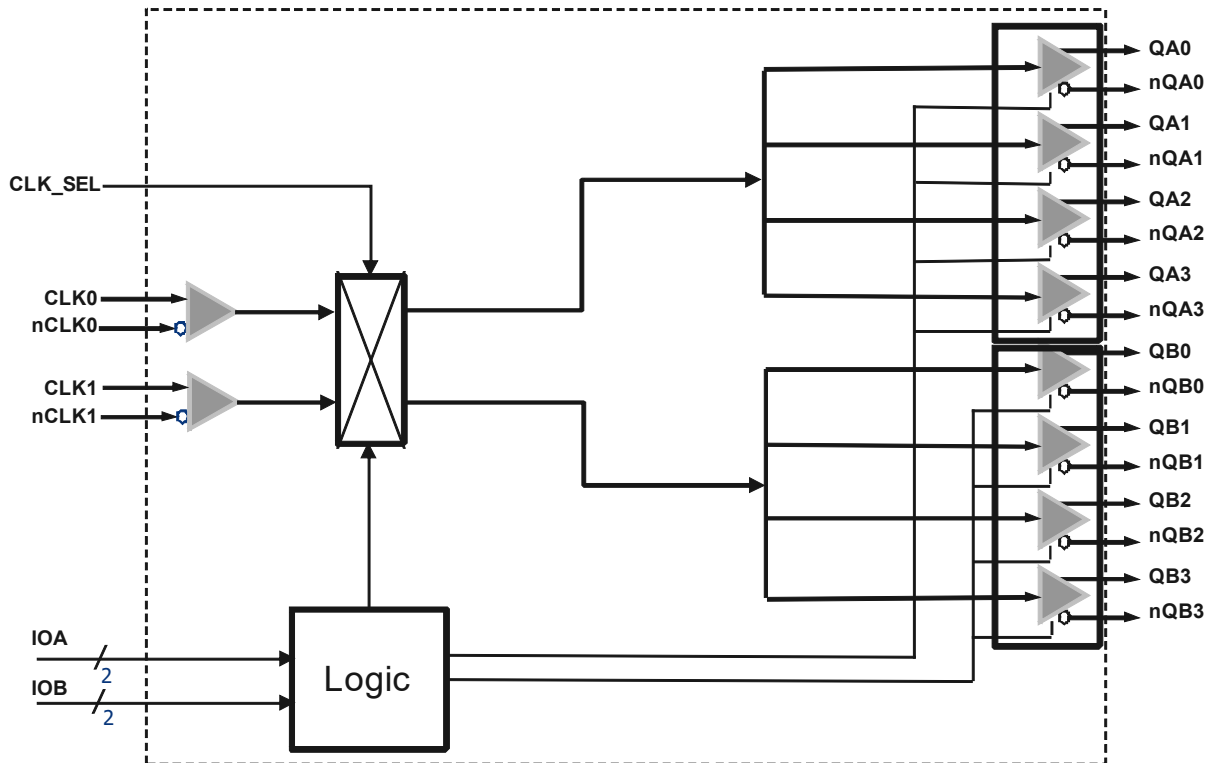 QA0
nQA0
QA1
nQA1
CLK_SEL
QA2
nQA2
QA3
CLK0
nQA3
nCLK0
QB0
CLK1
nQB0
nCLK1
QB1
nQB1
QB2
nQB2
QB3
nQB3
IOA
2
Logic
IOB
2